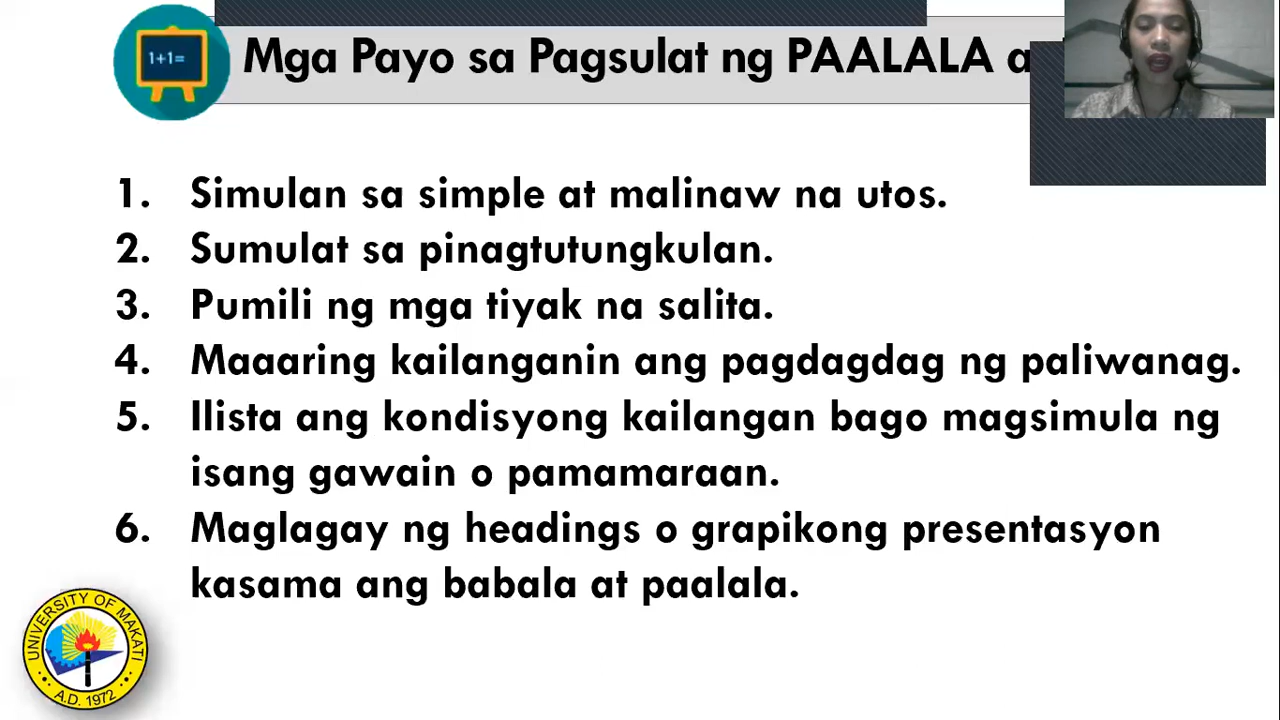 1+1=
Mga Payo sa Pagsulat ng PAALALA a
1. Simulan sa simple at malinaw na utos.
2. Sumulat sa pinagtutungkulan.
3. Pumili ng mga tiyak na salita.
4. Maaaring kailanganin ang pagdagdag ng paliwanag.
5. Ilista ang kondisyong kailangan bago magsimula ng
isang gawain o pamamaraan.
6. Maglagay ng headings o grapikong presentasyon
kasama ang babala at paalala.
UNIVERSITY OF MAKATI
A.D. 1972